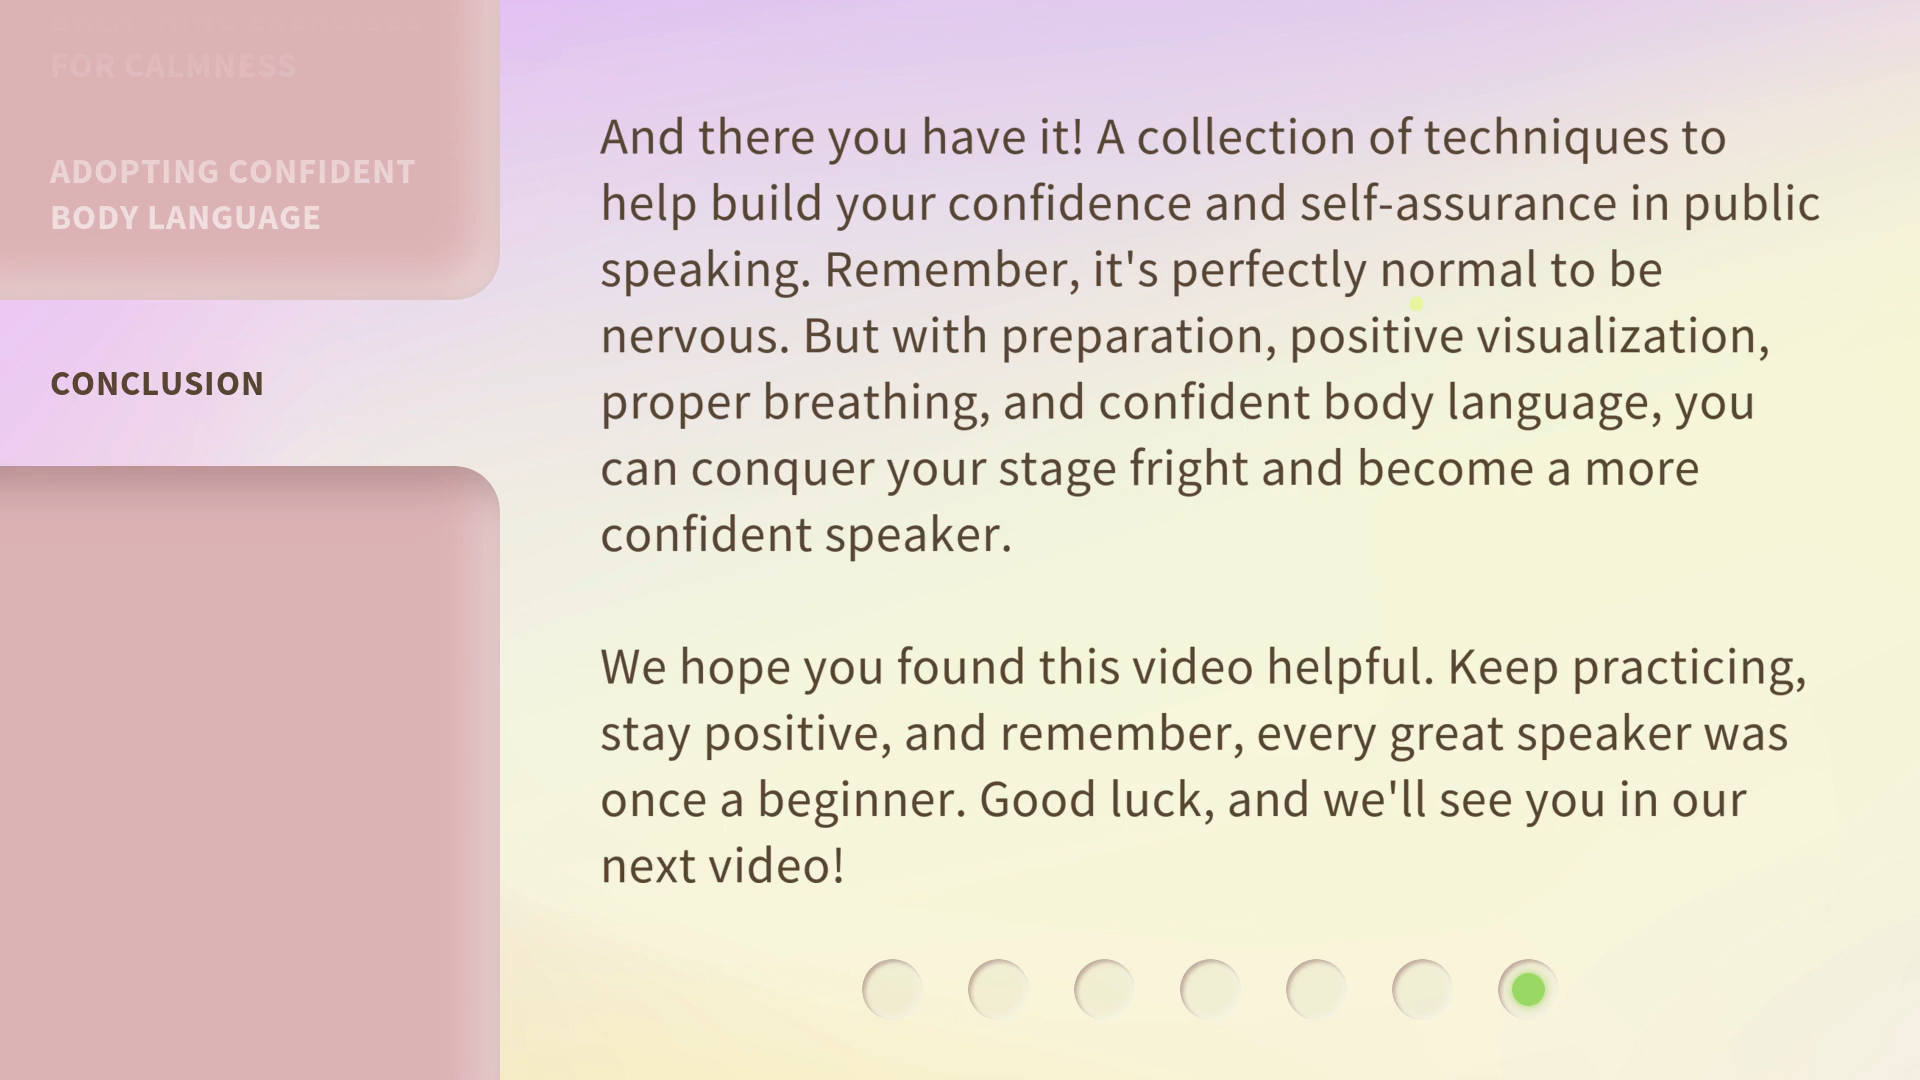 FOR CALMNESS
ADOPTING CONFIDENT
BODY LANGUAGE
CONCLUSION
And there you have it! A collection of techniques to
help build your confidence and self-assurance in public
speaking. Remember, it's perfectly normal to be
nervous. But with preparation, positive visualization,
proper breathing, and confident body language, you
can conquer your stage fright and become a more
confident speaker.
We hope you found this video helpful. Keep practicing,
stay positive, and remember, every great speaker was
once a beginner. Good luck, and we'll see you in our
next video!